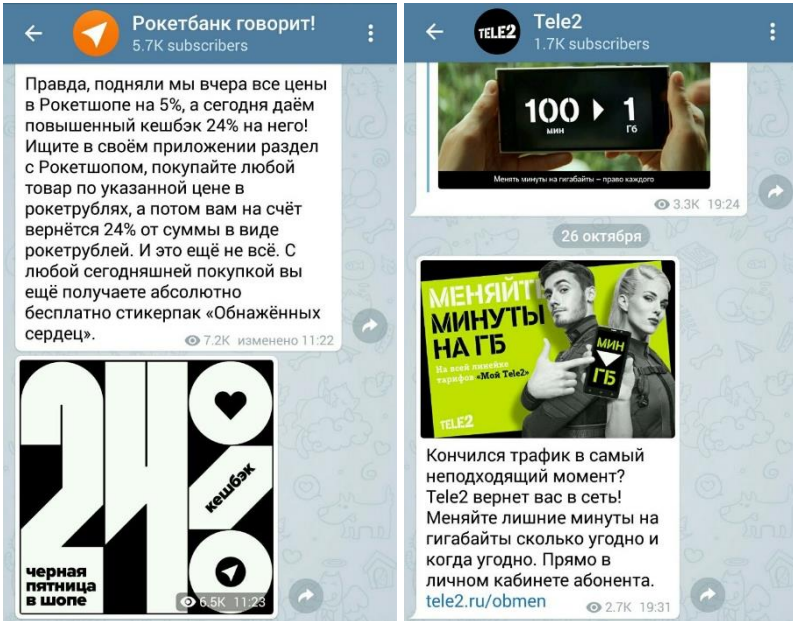 Рокетбанк говорит!
5.7K subscribers
Правда, подняли мы вчера все цены
в Рокетшопе на 5%, а сегодня даём
повышенный кешбэк 24% на него!
Ищите в своём приложении раздел
с Рокетшопом, покупайте любой
товар по указанной цене в
рокетрублях, а потом вам на счёт
вернётся 24% от суммы в виде
рокетрублей. И это ещё не всё. С
любой сегодняшней покупкой вы
ещё получаете абсолютно
бесплатно стикерпак «Обнажённых
сердец».
7.2K изменено 11:22
24%
кешбэк
черная
пятница
в шопе
6.5K 11:23
TELE2
Tele2
1.7K subscribers
100 1
мин Гб
Менять минуты на гигабайты – право каждого
3.3K 19:24
26 октября
МЕНЯЙТЕ
МИНУТЫ
НА ГБ
На всей линейке
тарифов «Мой Tele2»
МИН
ГБ
TELE2
Кончился трафик в самый
неподходящий момент?
Tele2 вернет вас в сеть!
Меняйте лишние минуты на
гигабайты сколько угодно и
когда угодно. Прямо в
личном кабинете абонента.
tele2.ru/obmen
2.7K 19:31